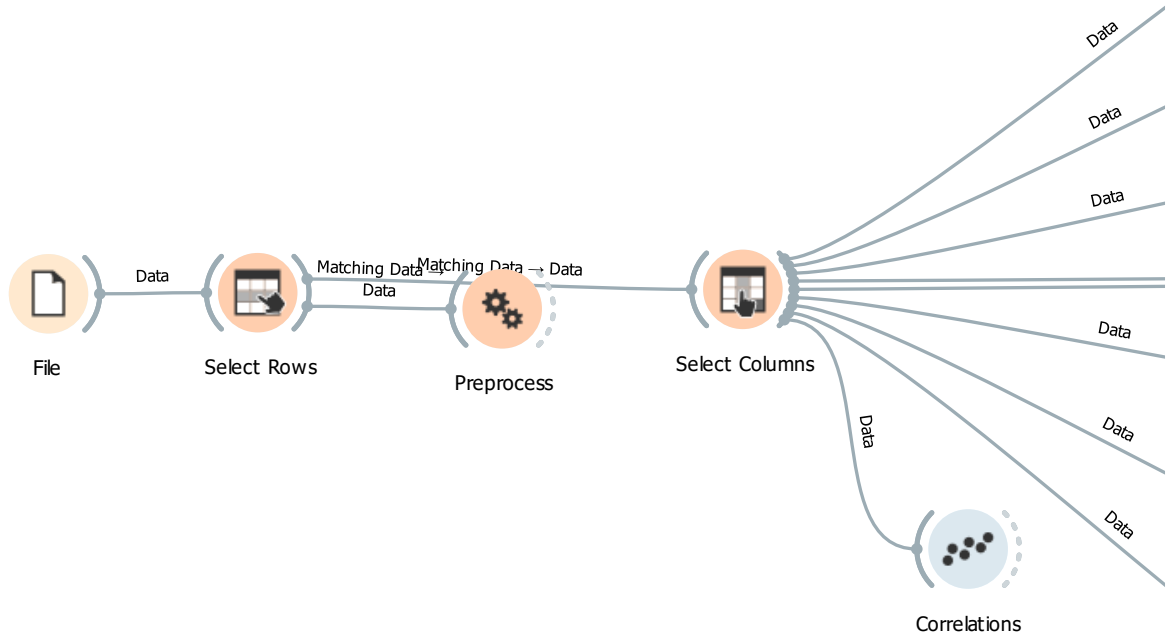 Data
Data
Data
Data
Matching Data →
Data
Matching Data → Data
File
Select Rows
Preprocess
Select Columns
Data
Data
Data
Data
Correlations